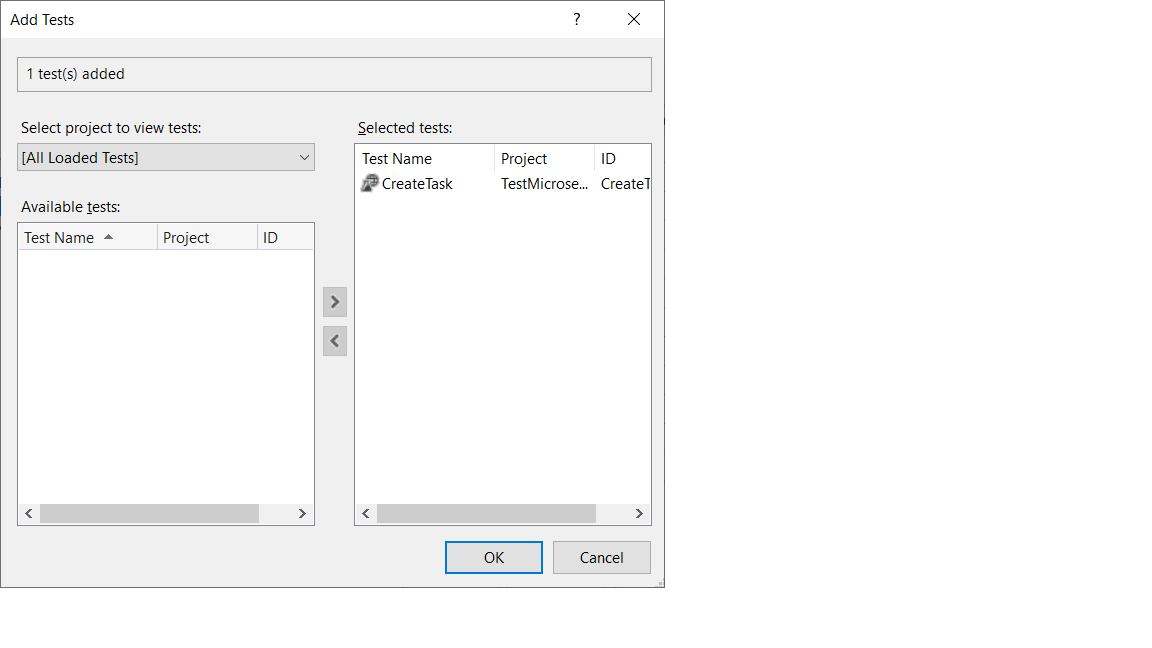 Add Tests
?
1 test(s) added
Select project to view tests:
[All Loaded Tests]
Available tests:
Test Name Project ID
Selected tests:
Test Name Project ID
CreateTask TestMicrose... CreateT
OK Cancel